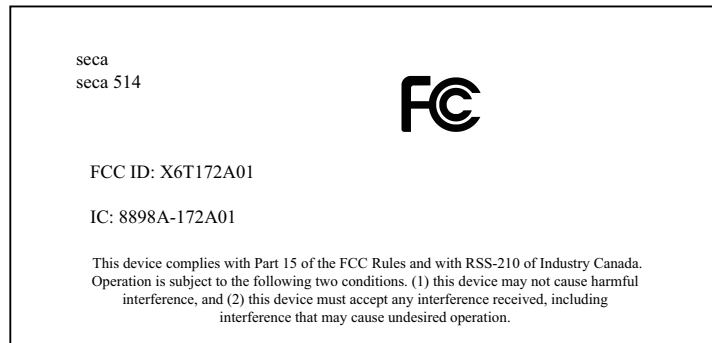 seca
seca 514
FC
FCC ID: X6T172A01
IC: 8898A-172A01
This device complies with Part 15 of the FCC Rules and with RSS-210 of Industry Canada.
Operation is subject to the following two conditions. (1) this device may not cause harmful
interference, and (2) this device must accept any interference received, including
interference that may cause undesired operation.